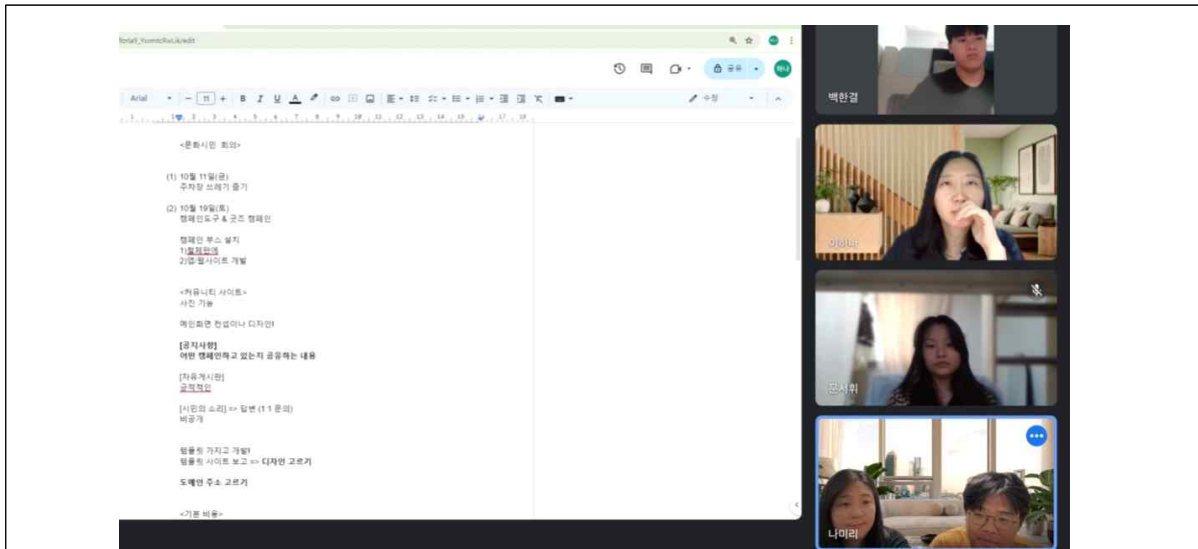 공유
하나
Arial
11
B I U A
수정
<문화시민 회의>
(1) 10월 11일(금)
주차장 쓰레기 줍기
(2) 10월 19일(토)
캠페인도구 & 굿즈 캠페인
캠페인 부스 설치
2)앱/웹사이트 개발
<커뮤니티 사이트>
사진 기능
메인화면 컨셉이나 디자인!
[공지사항]
어떤 캠페인하고 있는지 공유하는 내용
[자유게시판]
글적적인
[시민의 소리] => 답변 (1:1 문의)
비공개
템플릿 가지고 개발!
템플릿 사이트 보고 => 디자인 고르기
도메인 주소 고르기
<기본 비용>
백한결
이하나
문서휘
나미리